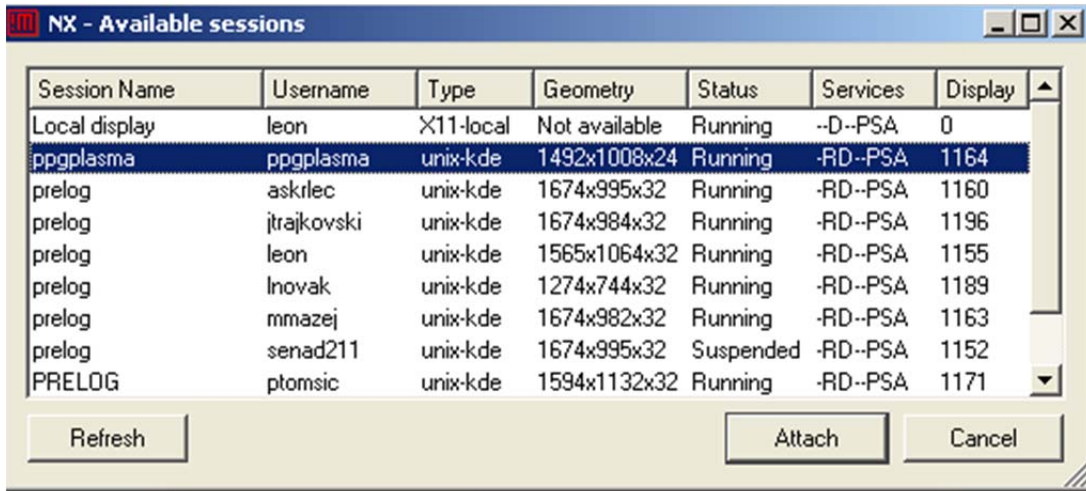 !M NX - Available sessions
Session Name Username Type Geometry Status Services Display
Local display leon X11-local Not available Running --D--PSA 0
ppgplasma ppgplasma unix-kde 1492x1008x24 Running -RD--PSA 1164
prelog askrlec unix-kde 1674x995x32 Running -RD--PSA 1160
prelog jtrajkovski unix-kde 1674x984x32 Running -RD--PSA 1196
prelog leon unix-kde 1565x1064x32 Running -RD--PSA 1155
prelog lnovak unix-kde 1274x744x32 Running -RD--PSA 1189
prelog mmazej unix-kde 1674x982x32 Running -RD--PSA 1163
prelog senad211 unix-kde 1674x995x32 Suspended -RD--PSA 1152
PRELOG ptomsic unix-kde 1594x1132x32 Running -RD--PSA 1171
Refresh Attach Cancel